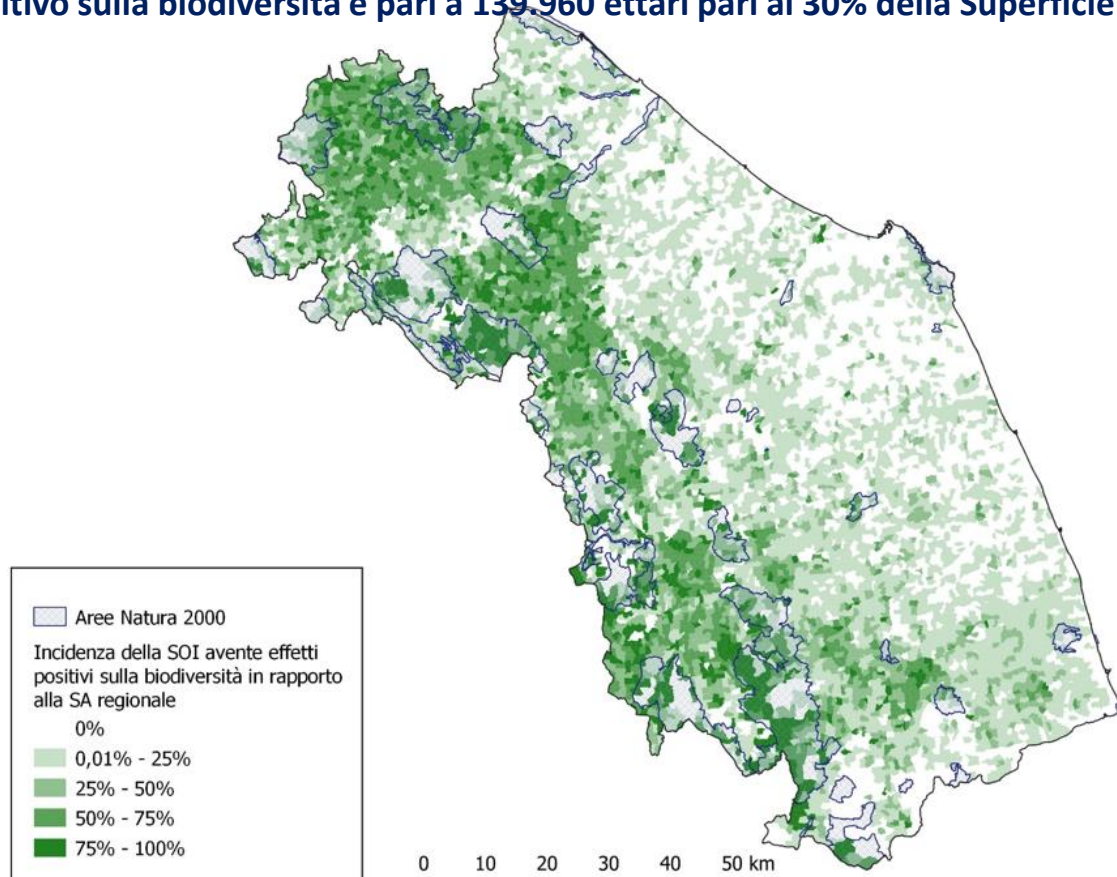 itivo sulla biodiversità è pari a 139.960 ettari pari al 30% della Superficie
Aree Natura 2000
Incidenza della SOI avente effetti
positivi sulla biodiversità in rapporto
alla SA regionale
0%
0,01% - 25%
25% - 50%
50% - 75%
75% - 100%
0 10 20 30 40 50 km